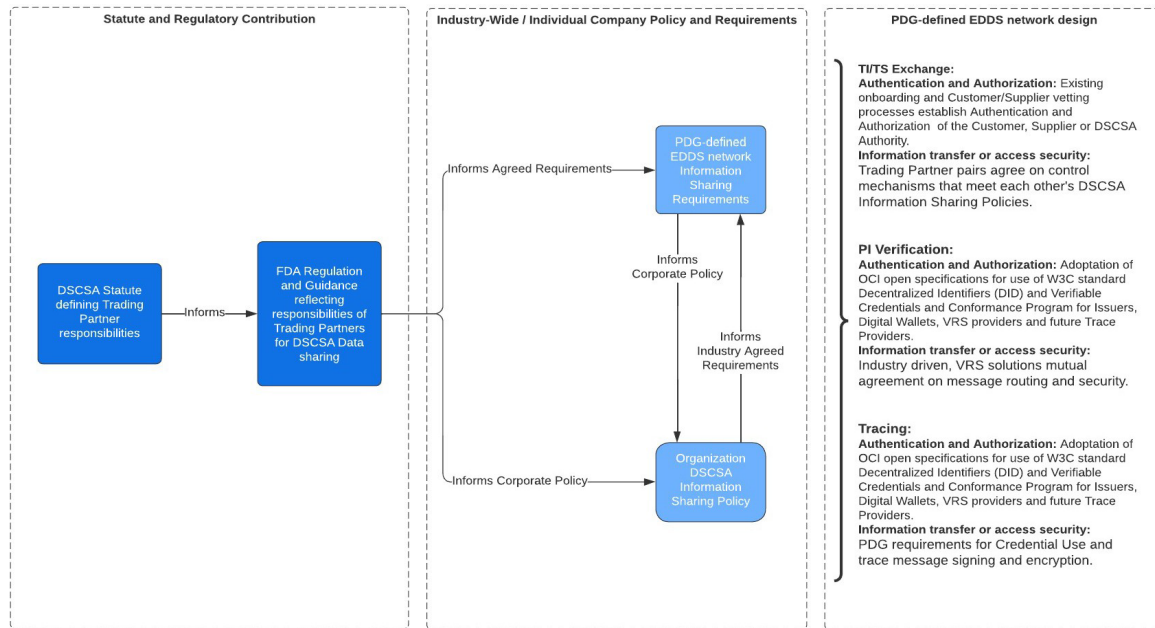 Statute and Regulatory Contribution
DSCSA Statute
defining Trading
Partner
responsibilities
Informs
FDA Regulation
and Guidance
reflecting
responsibilities of
Trading Partners
for DSCSA Data
sharing
Industry-Wide / Individual Company Policy and Requirements
Informs Agreed Requirements
PDG-defined
EDDS network
Information
Sharing
Requirements
Informs
Corporate Policy
Informs
Industry Agreed
Requirements
Informs Corporate Policy
Organization
DSCSA
Information
Sharing Policy
PDG-defined EDDS network design
TI/TS Exchange:
Authentication and Authorization: Existing
onboarding and Customer/Supplier vetting
processes establish Authentication and
Authorization of the Customer, Supplier or DSCSA
Authority.
Information transfer or access security:
Trading Partner pairs agree on control
mechanisms that meet each other's DSCSA
Information Sharing Policies.
PI Verification:
Authentication and Authorization: Adoptation of
OCI open specifications for use of W3C standard
Decentralized Identifiers (DID) and Verifiable
Credentials and Conformance Program for Issuers,
Digital Wallets, VRS providers and future Trace
Providers.
Information transfer or access security:
Industry driven, VRS solutions mutual
agreement on message routing and security.
Tracing:
Authentication and Authorization: Adoptation of
OCI open specifications for use of W3C standard
Decentralized Identifiers (DID) and Verifiable
Credentials and Conformance Program for Issuers,
Digital Wallets, VRS providers and future Trace
Providers.
Information transfer or access security:
PDG requirements for Credential Use and
trace message signing and encryption.